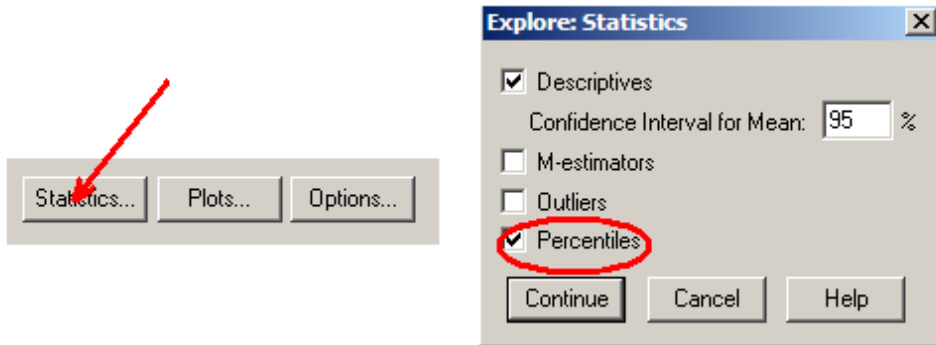 Statistics... Plots... Options...
Explore: Statistics
Descriptives
Confidence Interval for Mean: 95 %
M-estimators
Outliers
Percentiles
Continue Cancel Help